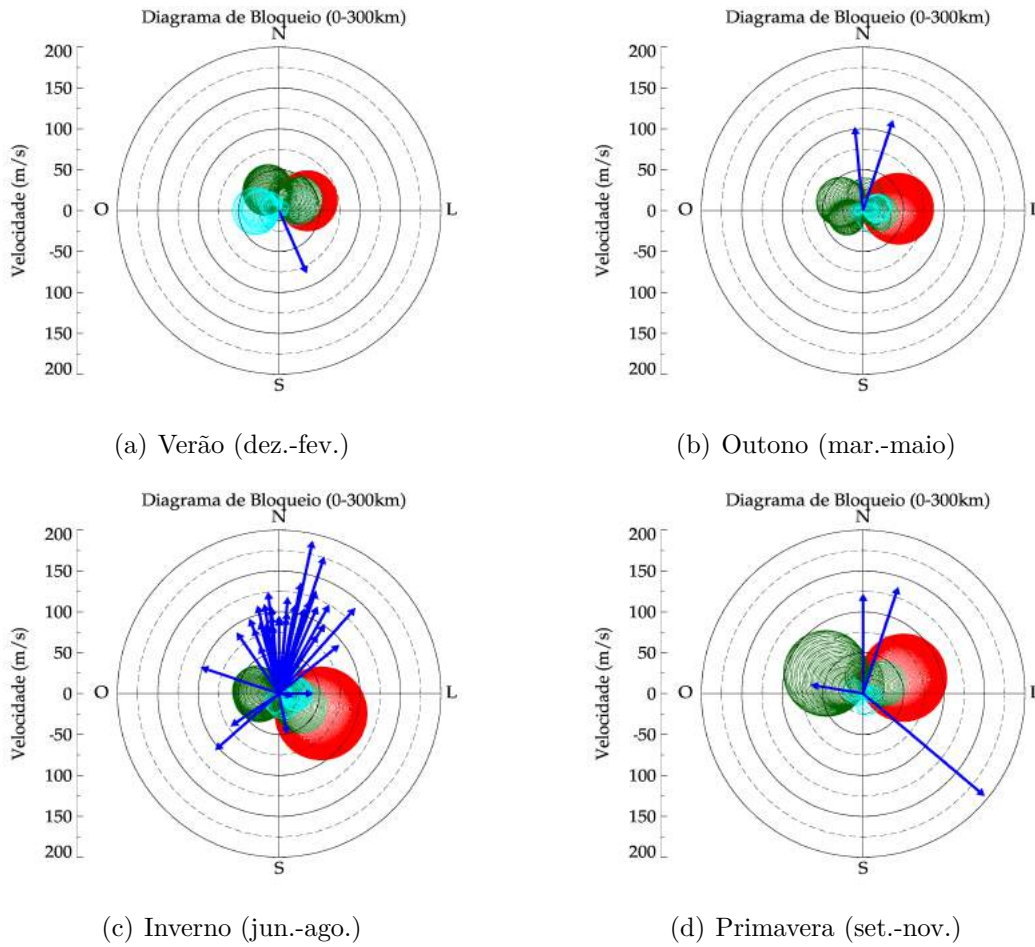 Diagrama de Bloqueio (0-300km)
N
200
150
100
50
0
50
100
150
200
Velocidade (m/s)
O
L
S
(a) Verão (dez.-fev.)
Diagrama de Bloqueio (0-300km)
N
200
150
100
50
0
50
100
150
200
Velocidade (m/s)
O
L
S
(b) Outono (mar.-maio)
Diagrama de Bloqueio (0-300km)
N
200
150
100
50
0
50
100
150
200
Velocidade (m/s)
O
L
S
(c) Inverno (jun.-ago.)
Diagrama de Bloqueio (0-300km)
N
200
150
100
50
0
50
100
150
200
Velocidade (m/s)
O
L
S
(d) Primavera (set.-nov.)